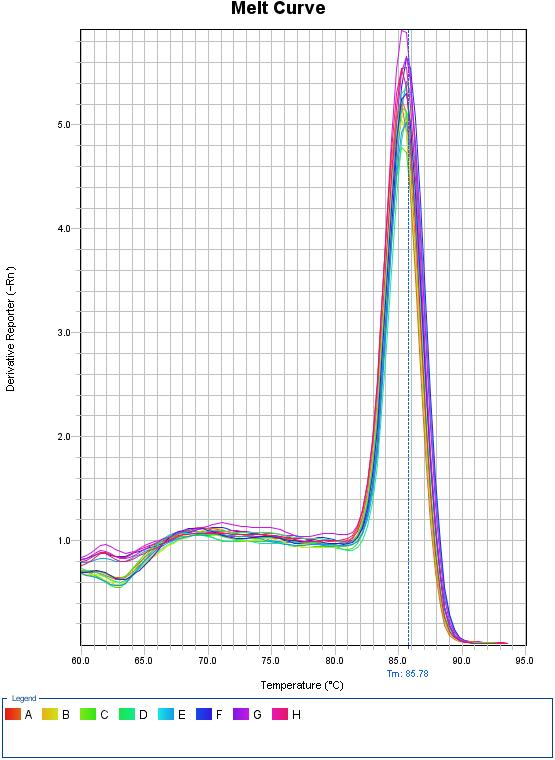 Melt Curve
Derivative Reporter (−Rn')
5.0
4.0
3.0
2.0
1.0
60.0 65.0 70.0 75.0 80.0 85.0 90.0 95.0
Tm: 85.78
Temperature (°C)
Legend
A B C D E F G H